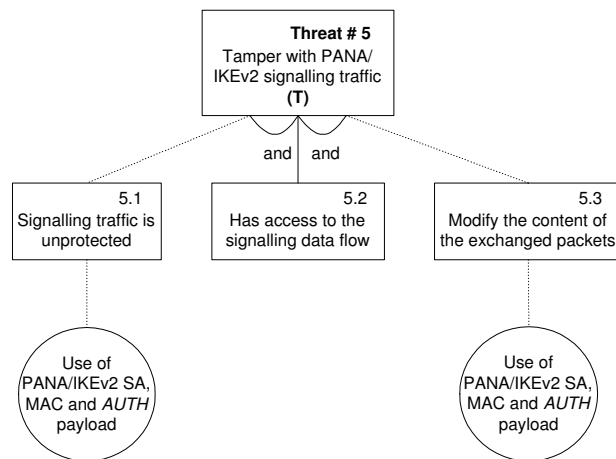 Threat # 5
Tamper with PANA/
IKEv2 signalling traffic
(T)
and and
5.1
Signalling traffic is
unprotected
5.2
Has access to the
signalling data flow
5.3
Modify the content of
the exchanged packets
Use of
PANA/IKEv2 SA,
MAC and AUTH
payload
Use of
PANA/IKEv2 SA,
MAC and AUTH
payload